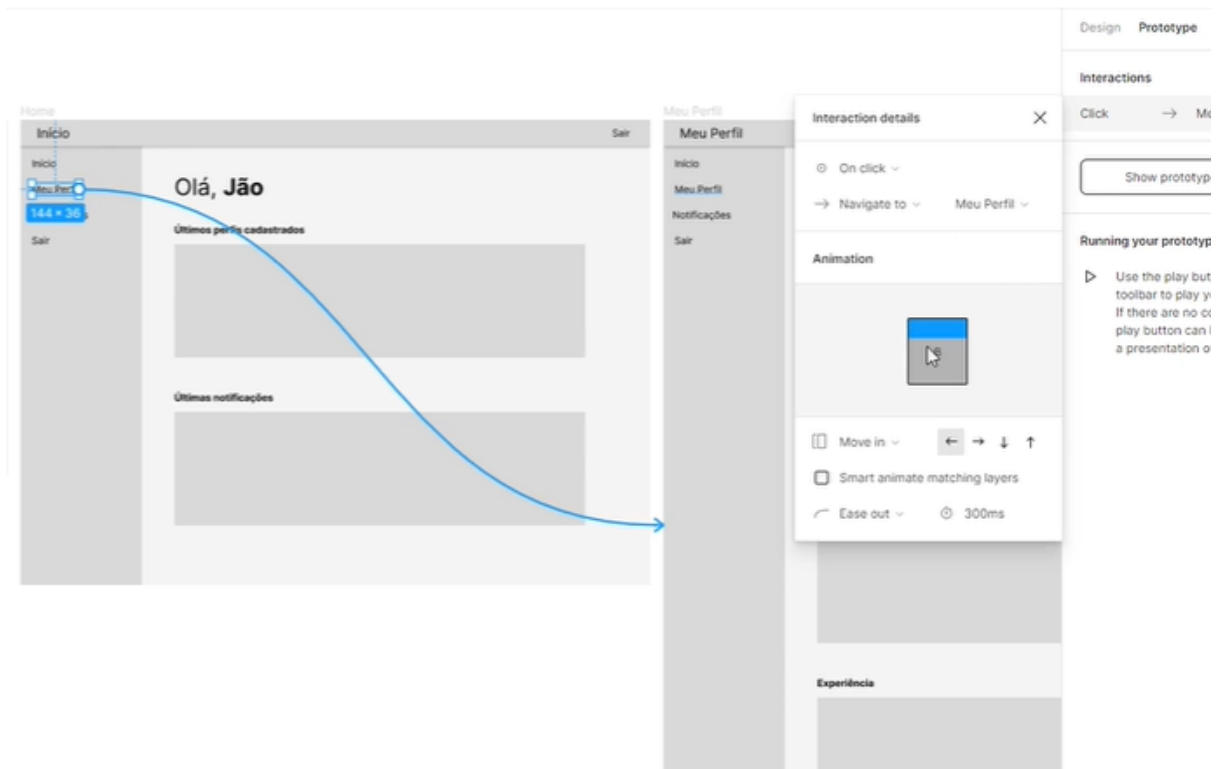 Design Prototype
Interactions
Click → Mo
Show prototyp
Running your prototyp
Use the play but
toolbar to play y
If there are no co
play button can
a presentation o
Home
Início
Sair
Início
Meu Perfil
144 × 36
Sair
Olá, Jão
Últimos perfis cadastrados
Últimas notificações
Meu Perfil
Meu Perfil
Início
Meu Perfil
Notificações
Sair
Experiência
Interaction details
On click
→ Navigate to Meu Perfil
Animation
Move in ← → ↓ ↑
Smart animate matching layers
Ease out 300ms